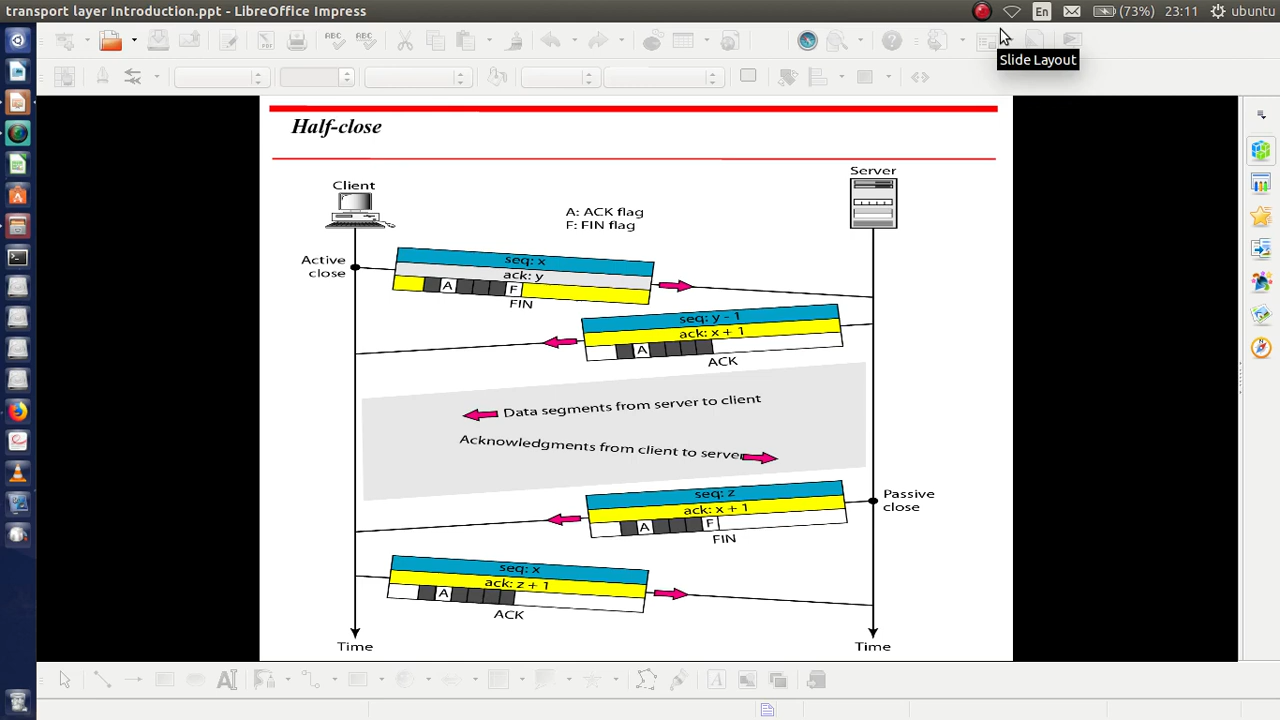 transport layer Introduction.ppt - LibreOffice Impress
En
(73%)
23:11
ubuntu
Slide Layout
Half-close
Client
Server
A: ACK flag
F: FIN flag
Active
close
seq: x
ack: y
A
F
FIN
seq: y - 1
ack: x + 1
A
ACK
Data segments from server to client
Acknowledgments from client to server
Passive
close
seq: z
ack: x + 1
A
F
FIN
seq: x
ack: z + 1
A
ACK
Time
Time